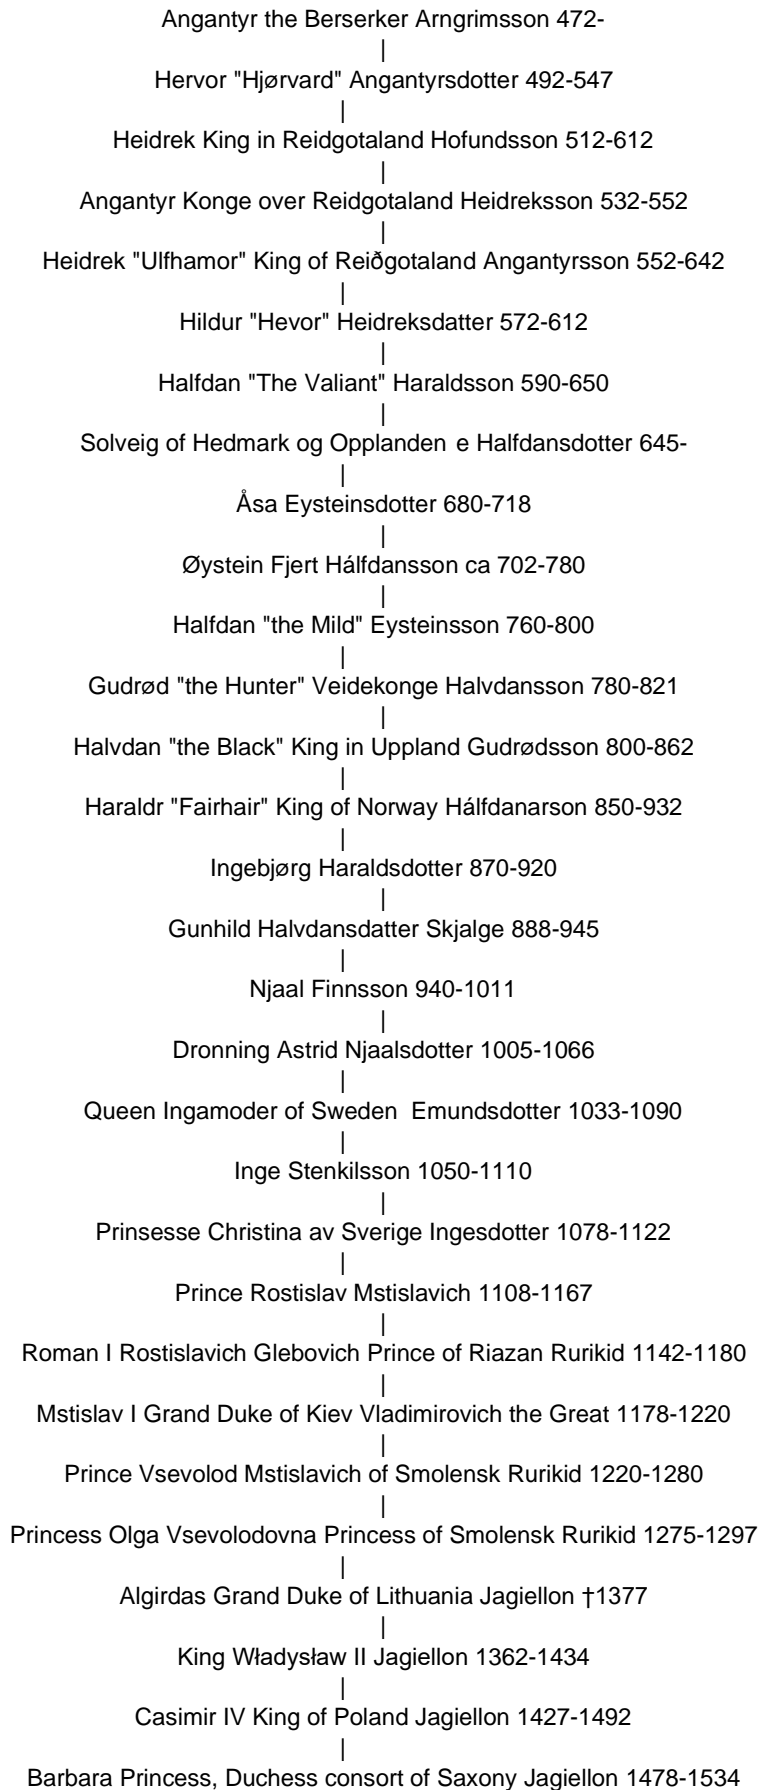 Angantyr the Berserker Arngrimsson 472-
|
Hervor "Hjørvard" Angantyrsdotter 492-547
|
Heidrek King in Reidgotaland Hofundsson 512-612
|
Angantyr Konge over Reidgotaland Heidreksson 532-552
|
Heidrek "Ulfhamor" King of Reiðgotaland Angantyrsson 552-642
|
Hildur "Hevor" Heidreksdatter 572-612
|
Halfdan "The Valiant" Haraldsson 590-650
|
Solveig of Hedmark og Opplanden e Halfdansdotter 645-
|
Åsa Eysteinsdotter 680-718
|
Øystein Fjert Hálfdansson ca 702-780
|
Halfdan "the Mild" Eysteinsson 760-800
|
Gudrød "the Hunter" Veidekonge Halvdansson 780-821
|
Halvdan "the Black" King in Uppland Gudrødsson 800-862
|
Haraldr "Fairhair" King of Norway Hálfdanarson 850-932
|
Ingebjørg Haraldsdotter 870-920
|
Gunhild Halvdansdatter Skjalge 888-945
|
Njaal Finnsson 940-1011
|
Dronning Astrid Njaalsdotter 1005-1066
|
Queen Ingamoder of Sweden Emundsdotter 1033-1090
|
Inge Stenkilsson 1050-1110
|
Prinsesse Christina av Sverige Ingesdotter 1078-1122
|
Prince Rostislav Mstislavich 1108-1167
|
Roman I Rostislavich Glebovich Prince of Riazan Rurikid 1142-1180
|
Mstislav I Grand Duke of Kiev Vladimirovich the Great 1178-1220
|
Prince Vsevolod Mstislavich of Smolensk Rurikid 1220-1280
|
Princess Olga Vsevolodovna Princess of Smolensk Rurikid 1275-1297
|
Algirdas Grand Duke of Lithuania Jagiellon †1377
|
King Władysław II Jagiellon 1362-1434
|
Casimir IV King of Poland Jagiellon 1427-1492
|
Barbara Princess, Duchess consort of Saxony Jagiellon 1478-1534